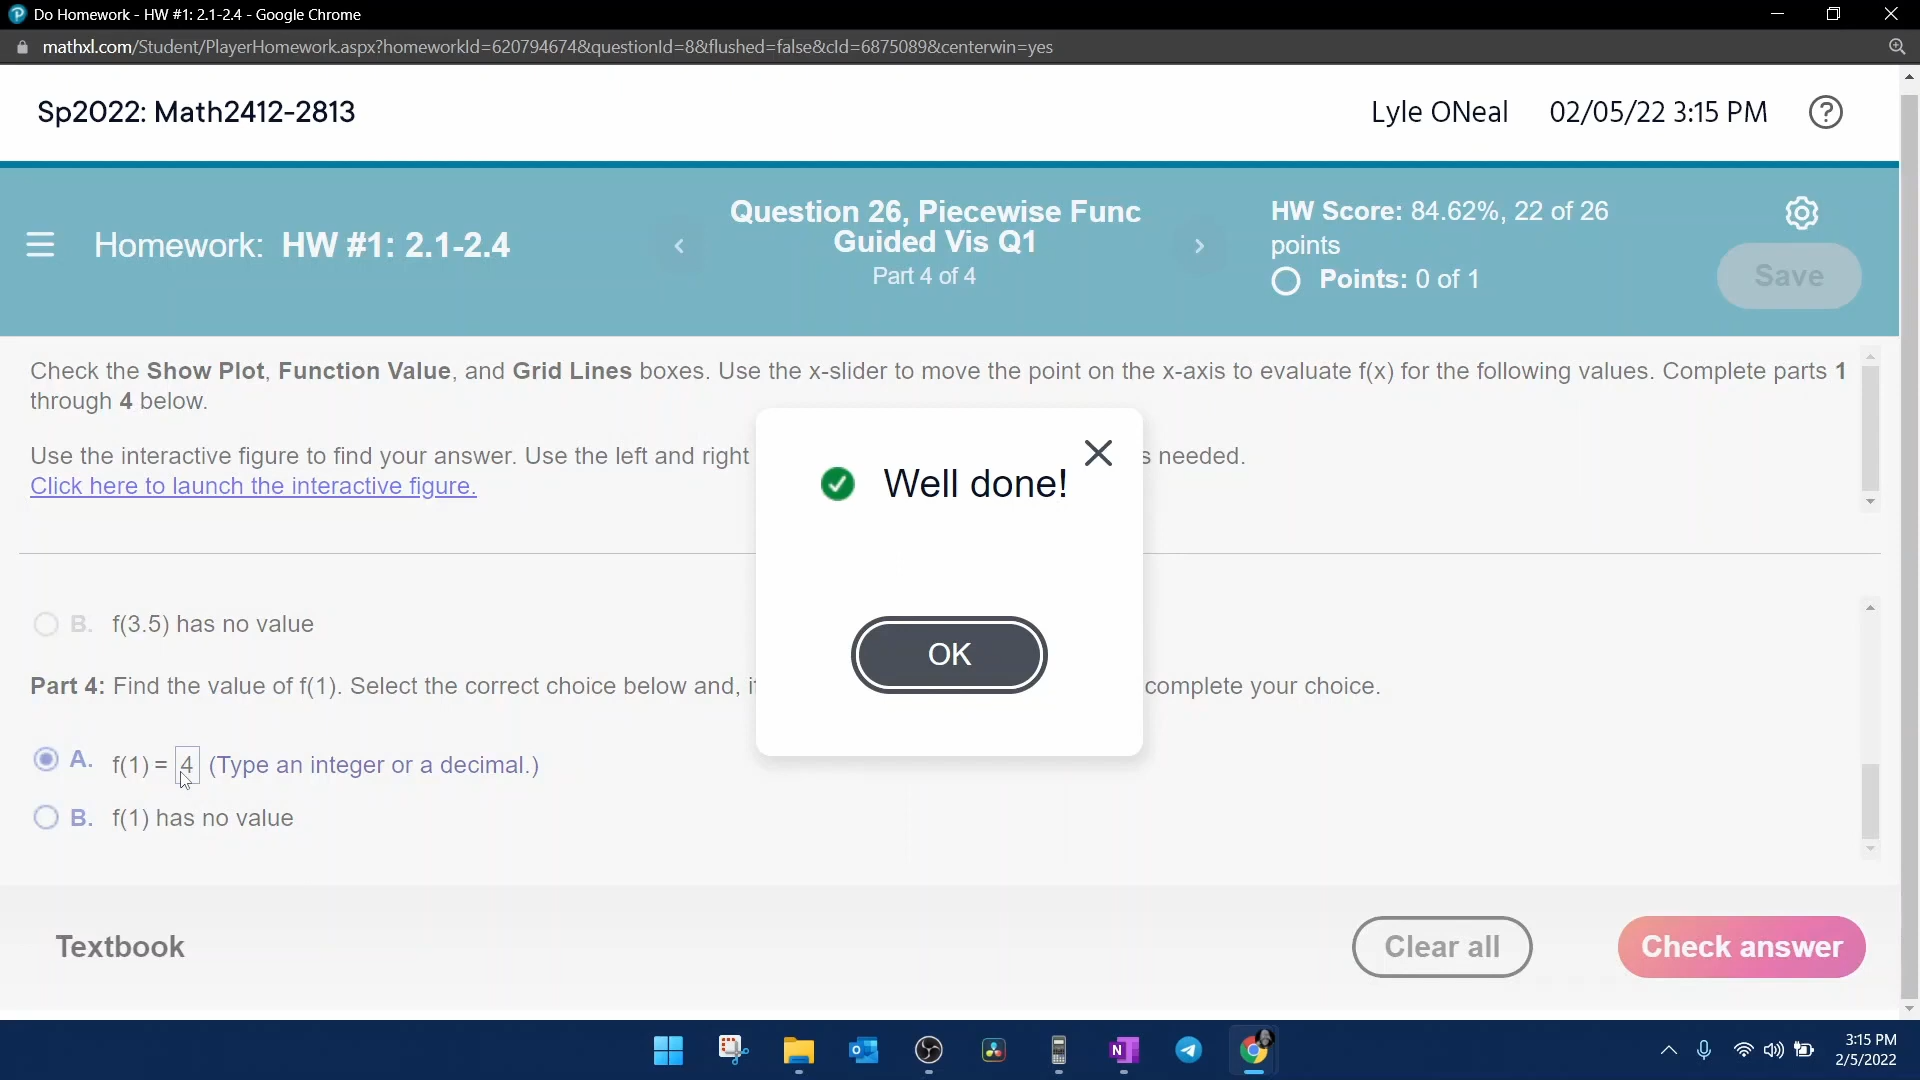 Do Homework - HW #1: 2.1-2.4 - Google Chrome
mathxl.com/Student/PlayerHomework.aspx?homeworkId=620794674&questionId=8&flushed=false&cId=6875089&centerwin=yes
Sp2022: Math2412-2813
Lyle ONeal 02/05/22 3:15 PM ?
Homework: HW #1: 2.1-2.4
Question 26, Piecewise Func
Guided Vis Q1
Part 4 of 4
HW Score: 84.62%, 22 of 26
points
Points: 0 of 1
Save
Check the Show Plot, Function Value, and Grid Lines boxes. Use the x-slider to move the point on the x-axis to evaluate f(x) for the following values. Complete parts 1
through 4 below.
Use the interactive figure to find your answer. Use the left and right
s needed.
Click here to launch the interactive figure.
Well done!
OK
B. f(3.5) has no value
Part 4: Find the value of f(1). Select the correct choice below and, i
complete your choice.
A. f(1) = 4 (Type an integer or a decimal.)
B. f(1) has no value
Textbook
Clear all
Check answer
3:15 PM
2/5/2022